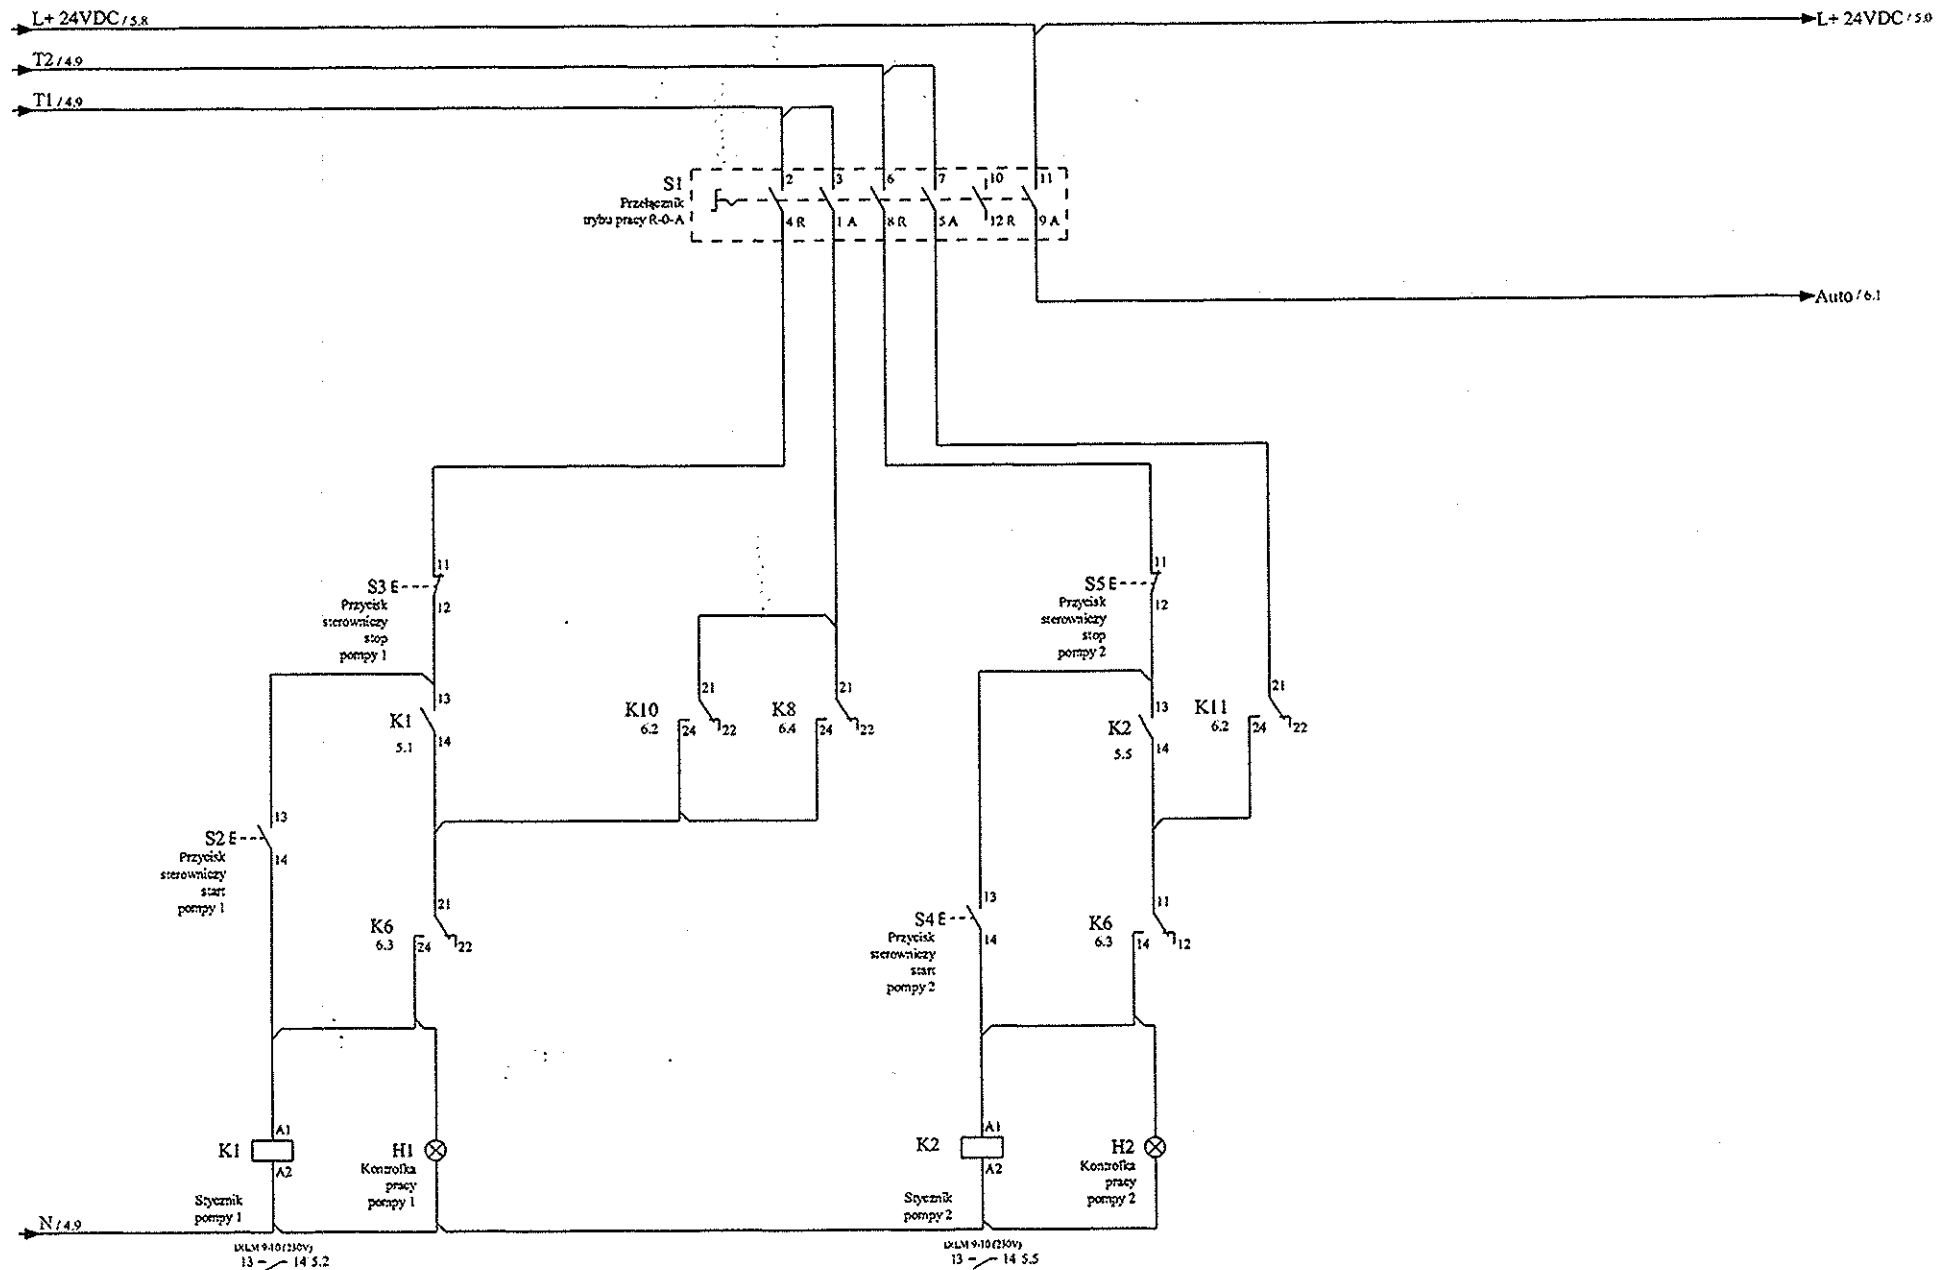 L+ 24VDC / 5.8
L+ 24VDC / 5.0
T2 / 4.9
T1 / 4.9
S1
Przełącznik
trybu pracy R-0-A
2 3 6 7 10 11
4 R 1 A 8 R 5 A 12 R 9 A
Auto / 6.1
11
S3
12
Przycisk
sterowniczy
stop
pompy 1
11
S5
12
Przycisk
sterowniczy
stop
pompy 2
13
K1
5.1
14
21
K10
6.2
24 22
21
K8
6.4
24 22
13
K2
5.5
14
21
K11
6.2
24 22
13
S2
14
Przycisk
sterowniczy
start
pompy 1
21
K6
6.3
24 22
13
S4
14
Przycisk
sterowniczy
start
pompy 2
11
K6
6.3
14 12
A1
K1
A2
Stycznik
pompy 1
H1
Kontrolka
pracy
pompy 1
A1
K2
A2
Stycznik
pompy 2
H2
Kontrolka
pracy
pompy 2
N / 4.9
9-10 (230V)
13 14 5.2
9-10 (230V)
13 14 5.5